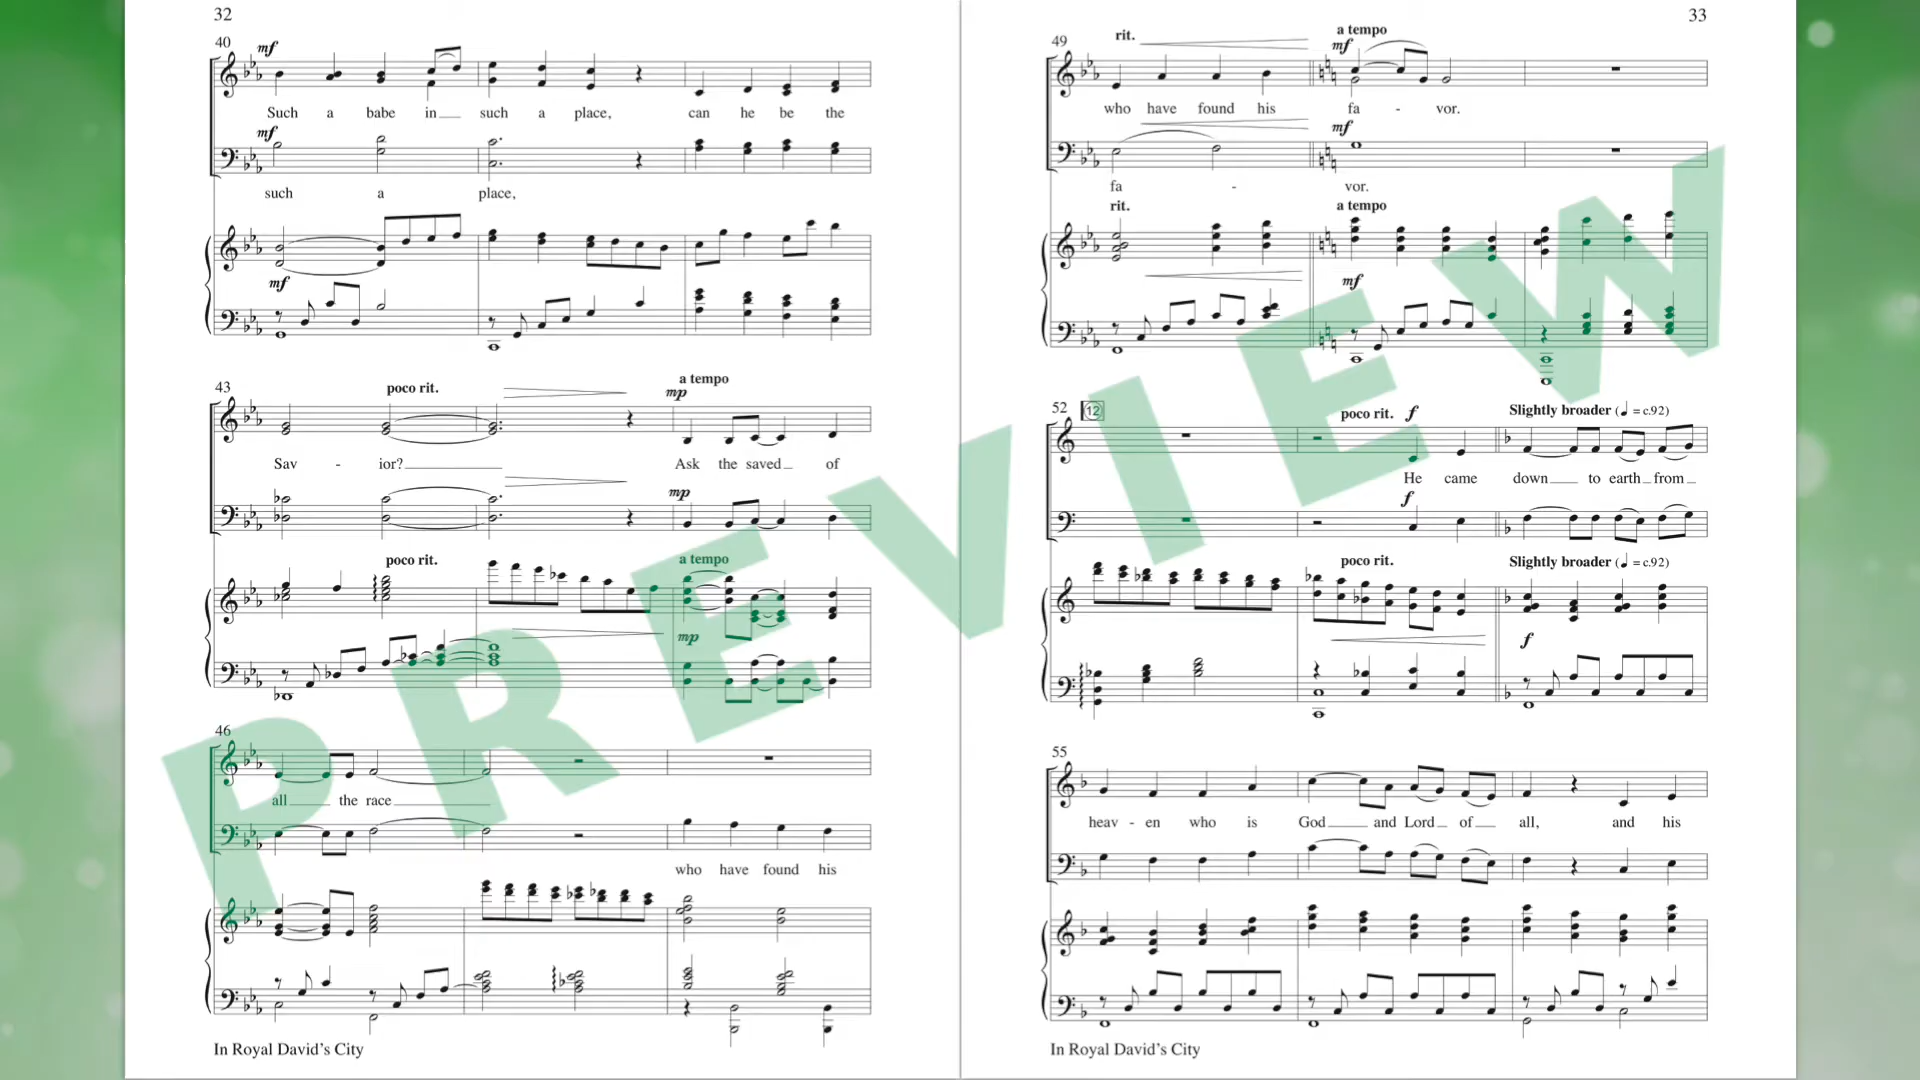 32
40
mf
Such a babe in such a place, can he be the
mf
such a place,
mf
43
poco rit.
a tempo
mp
Sav - ior? Ask the saved of
mp
poco rit.
a tempo
mp
46
all the race
who have found his
In Royal David's City
33
49
rit.
a tempo
mf
who have found his fa - vor.
mf
fa - vor.
rit.
a tempo
mf
52
12
poco rit.
f
Slightly broader (♩ = c.92)
He came down to earth from
f
poco rit.
Slightly broader (♩ = c.92)
f
55
heav - en who is God and Lord of all, and his
In Royal David's City
PREVIEW